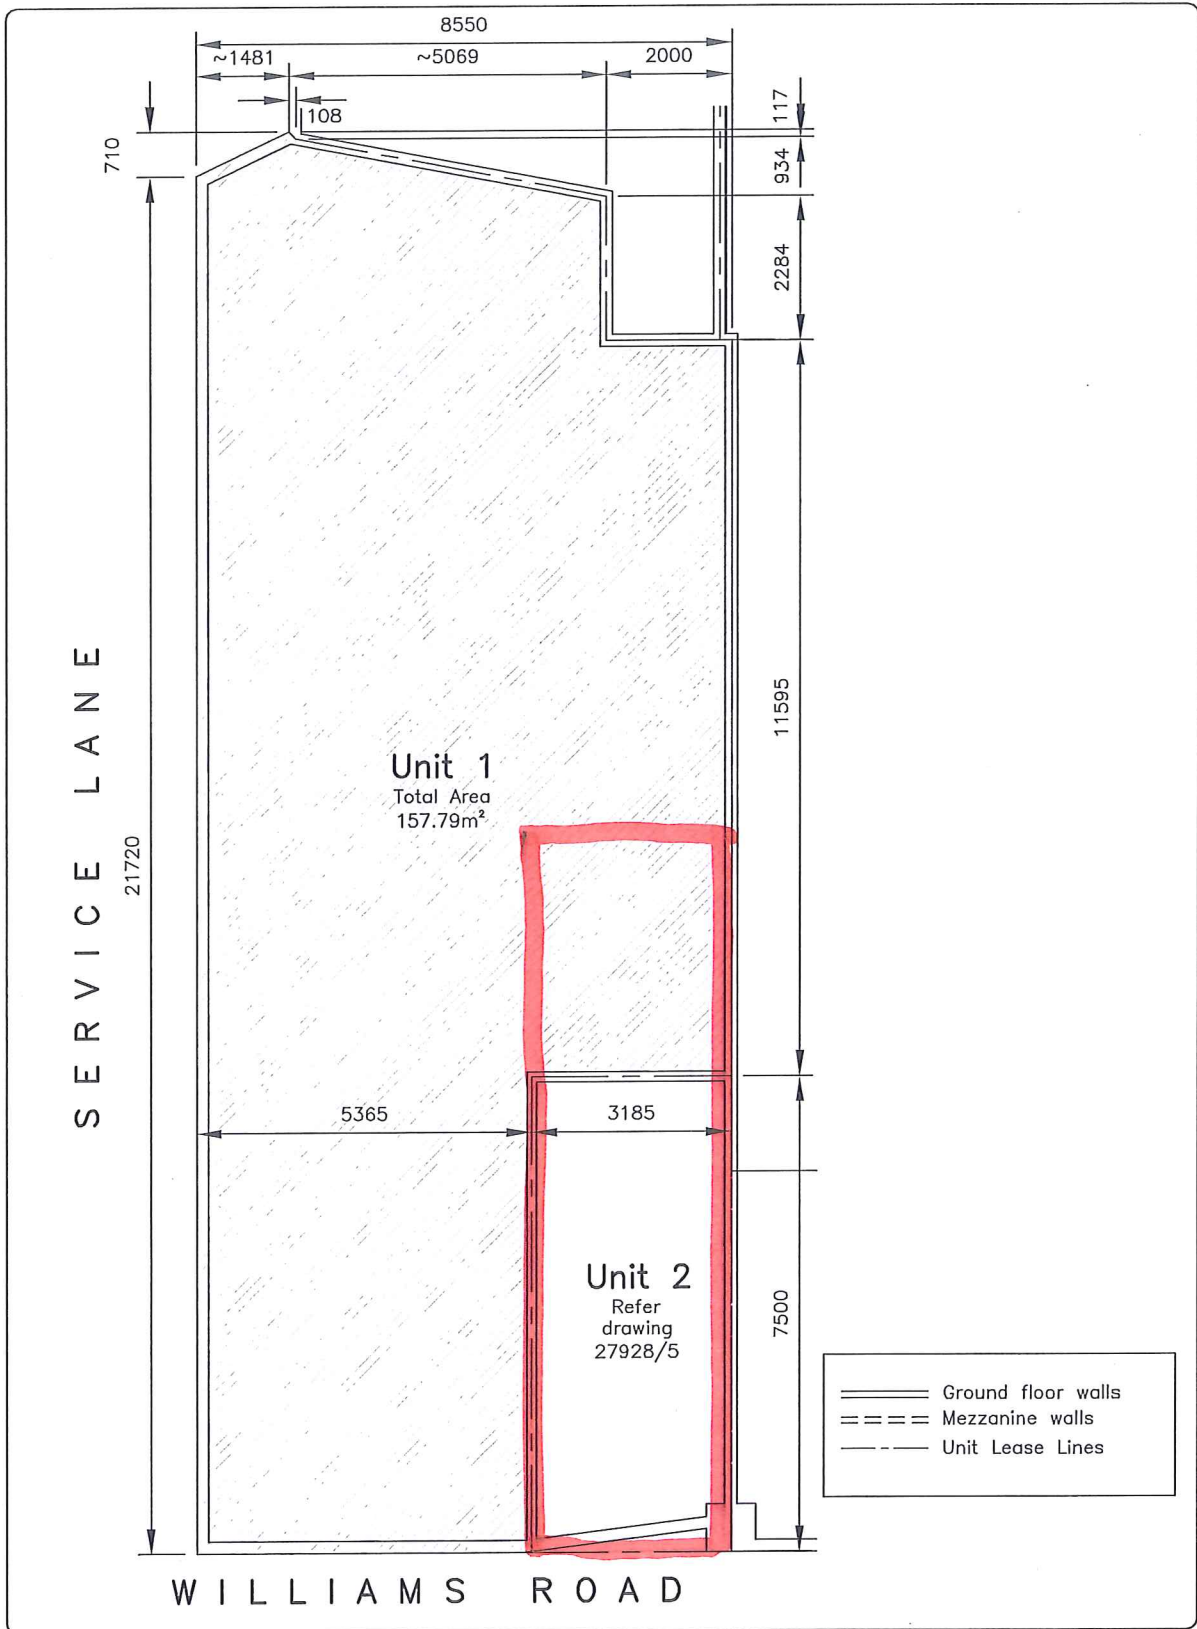 8550
~1481
~5069
2000
108
117
710
934
2284
11595
Unit 1
Total Area
157.79m²
SERVICE LANE
21720
5365
3185
Unit 2
Refer
drawing
27928/5
7500
Ground floor walls
Mezzanine walls
Unit Lease Lines
WILLIAMS ROAD